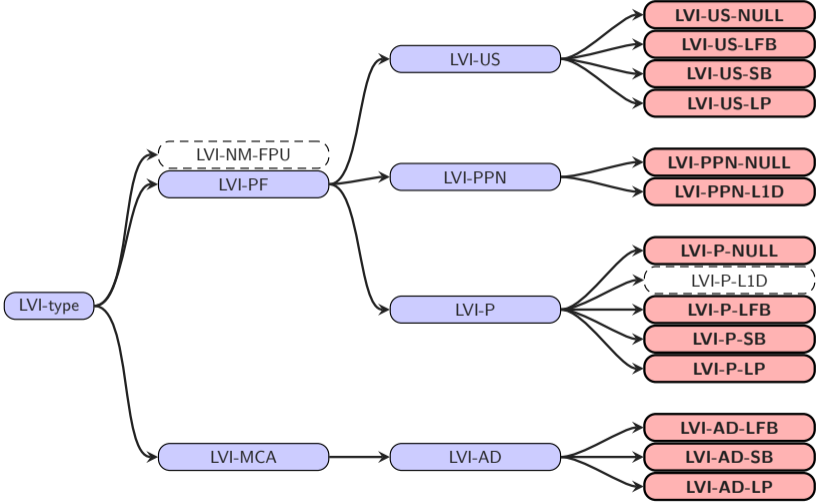 LVI-type
LVI-NM-FPU
LVI-PF
LVI-MCA
LVI-US
LVI-PPN
LVI-P
LVI-AD
LVI-US-NULL
LVI-US-LFB
LVI-US-SB
LVI-US-LP
LVI-PPN-NULL
LVI-PPN-L1D
LVI-P-NULL
LVI-P-L1D
LVI-P-LFB
LVI-P-SB
LVI-P-LP
LVI-AD-LFB
LVI-AD-SB
LVI-AD-LP